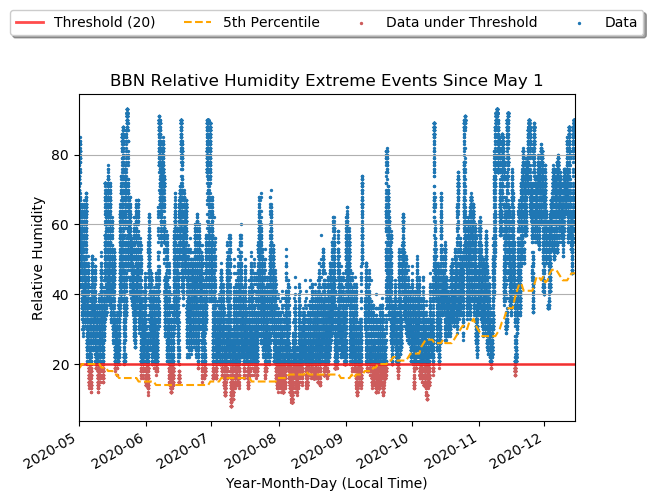 Threshold (20) 5th Percentile Data under Threshold Data
BBN Relative Humidity Extreme Events Since May 1
Relative Humidity
80
60
40
20
2020-05 2020-06 2020-07 2020-08 2020-09 2020-10 2020-11 2020-12
Year-Month-Day (Local Time)